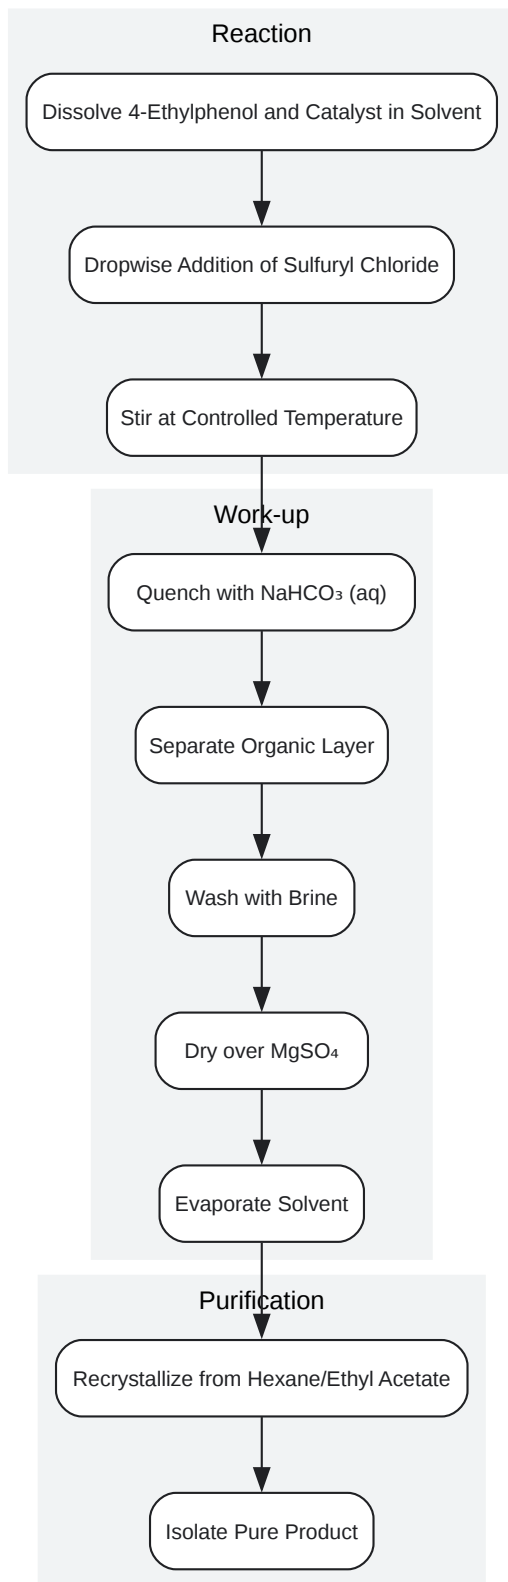 Reaction
Dissolve 4-Ethylphenol and Catalyst in Solvent
Dropwise Addition of Sulfuryl Chloride
Stir at Controlled Temperature
Work-up
Quench with NaHCO₃ (aq)
Separate Organic Layer
Wash with Brine
Dry over MgSO₄
Evaporate Solvent
Purification
Recrystallize from Hexane/Ethyl Acetate
Isolate Pure Product